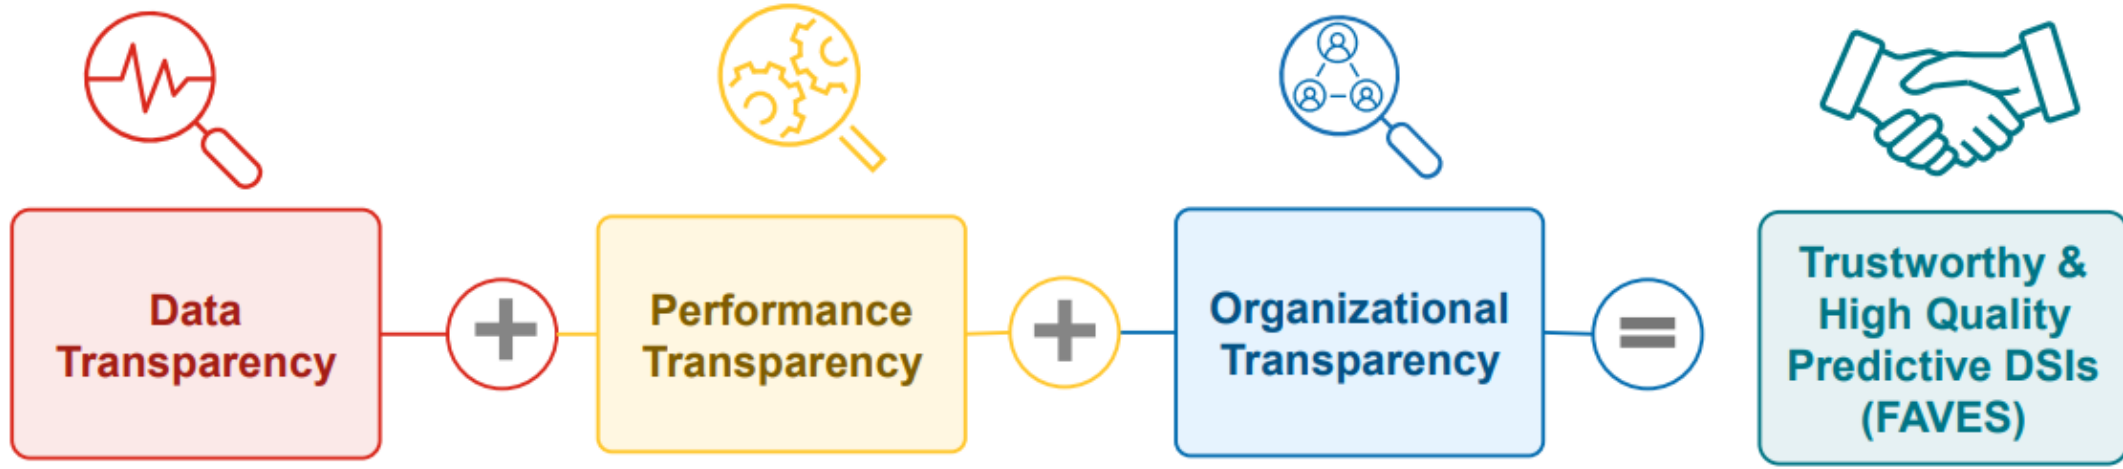 Data
Transparency
+
Performance
Transparency
+
Organizational
Transparency
=
Trustworthy &
High Quality
Predictive DSIs
(FAVES)